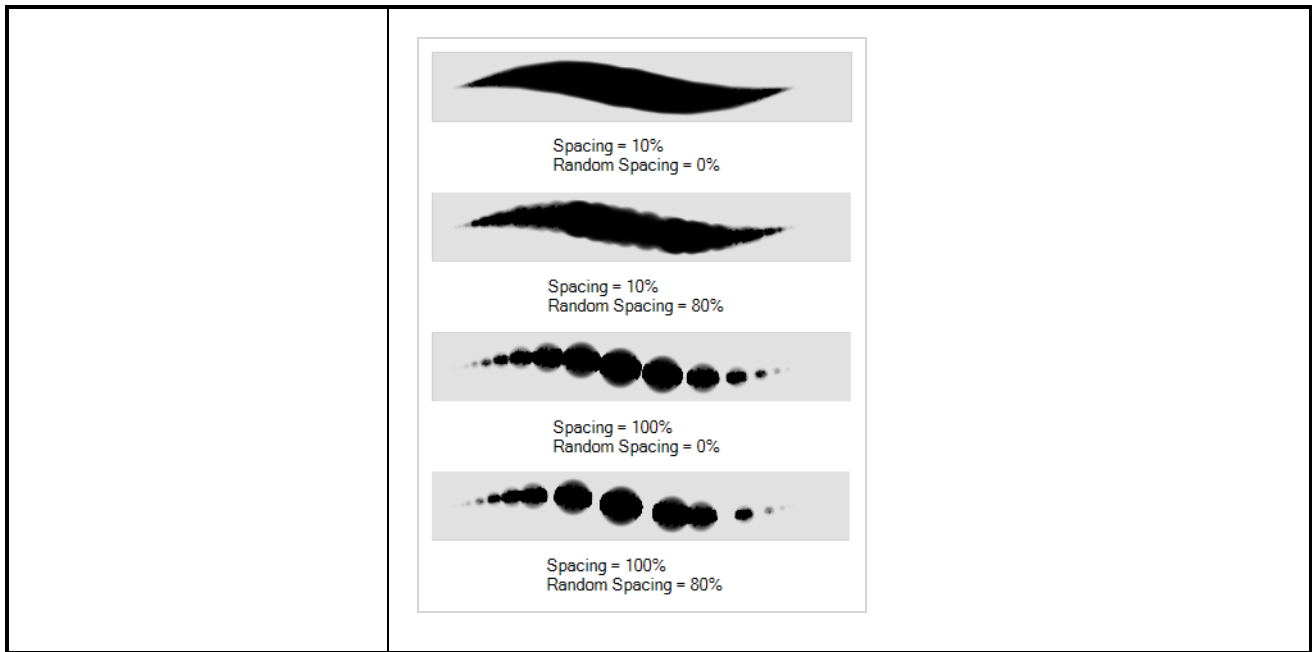 Spacing = 10%
Random Spacing = 0%
Spacing = 10%
Random Spacing = 80%
Spacing = 100%
Random Spacing = 0%
Spacing = 100%
Random Spacing = 80%